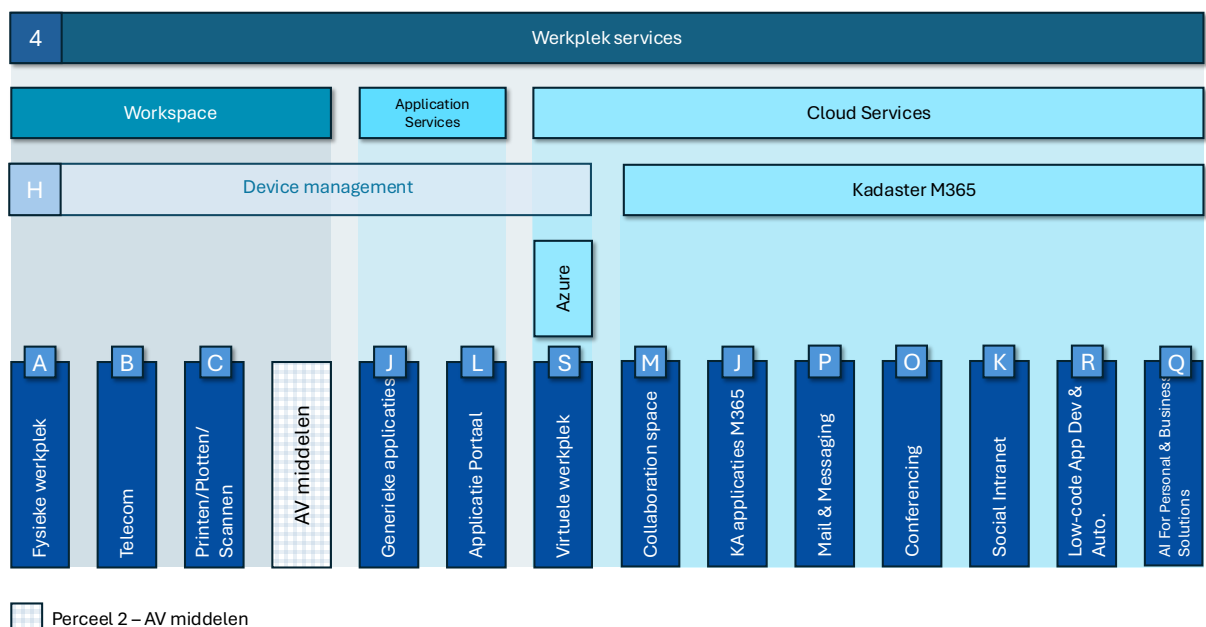 4
Werkplek services
Workspace
Application
Services
Cloud Services
H
Device management
Kadaster M365
Azure
A
Fysieke werkplek
B
Telecom
C
Printen/Plotten/
Scannen
AV middelen
J
Generieke applicaties
L
Applicatie Portaal
S
Virtuele werkplek
M
Collaboration space
J
KA applicaties M365
P
Mail & Messaging
O
Conferencing
K
Social Intranet
R
Low-code App Dev &
Auto.
Q
AI For Personal & Business
Solutions
Perceel 2 – AV middelen